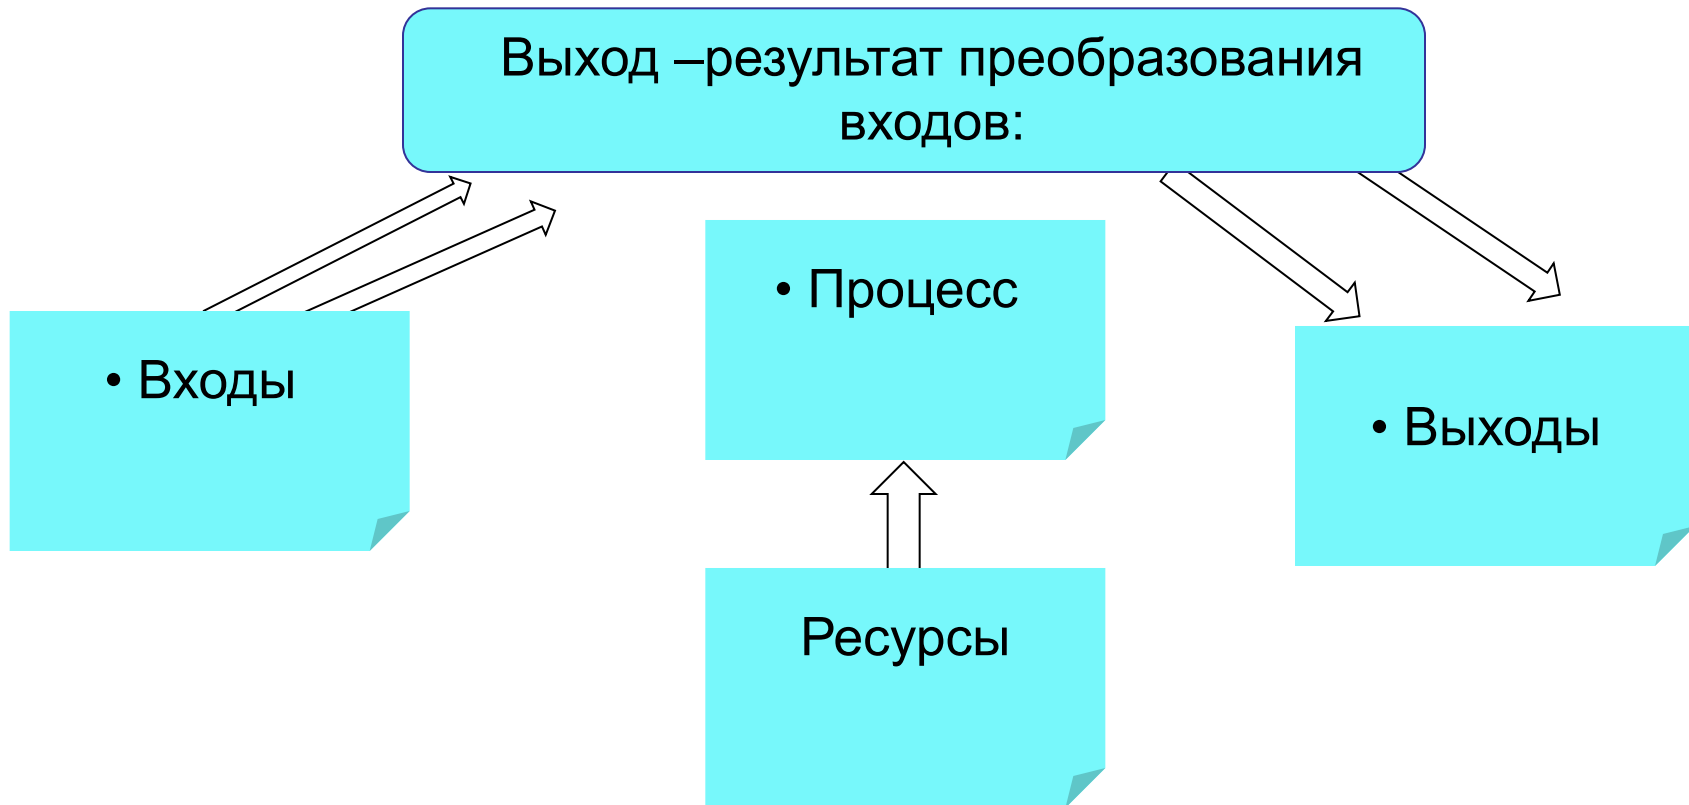 Выход –результат преобразования
входов:
• Процесс
• Входы
• Выходы
Ресурсы